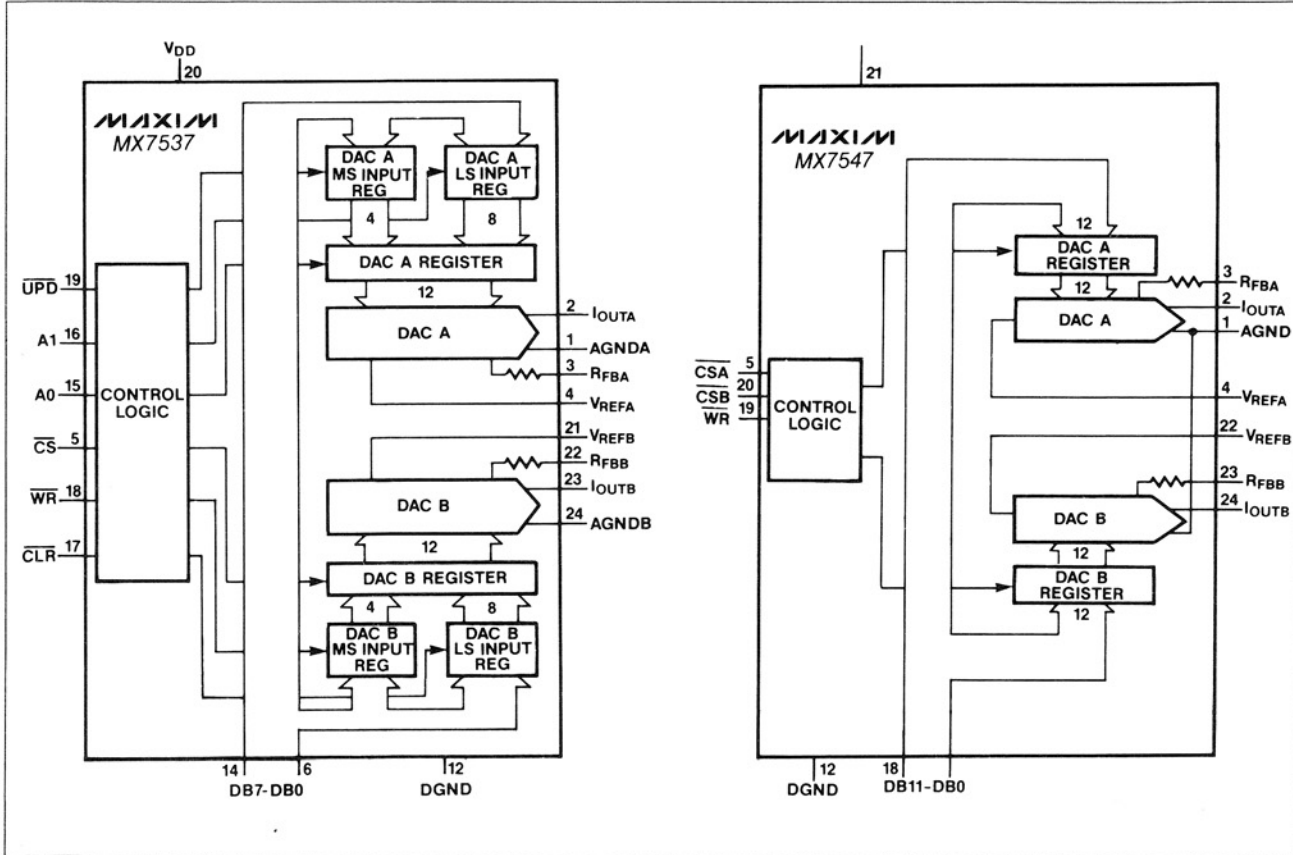 VDD
20
MAXIM
MX7537
DAC A
MS INPUT
REG
DAC A
LS INPUT
REG
4
8
DAC A REGISTER
12
DAC A
2 IOUTA
1 AGNDA
3 RFBA
4 VREFA
UPD 19
A1 16
A0 15
CS 5
WR 18
CLR 17
CONTROL
LOGIC
21 VREFB
22 RFBB
23 IOUTB
24 AGNDB
DAC B
12
DAC B REGISTER
4
8
DAC B
MS INPUT
REG
DAC B
LS INPUT
REG
14
6
12
DB7-DB0
DGND
21
MAXIM
MX7547
12
DAC A
REGISTER
12
DAC A
3 RFBA
2 IOUTA
1 AGND
4 VREFA
CSA 5
CSB 20
WR 19
CONTROL
LOGIC
22 VREFB
23 RFBB
24 IOUTB
DAC B
12
DAC B
REGISTER
12
12
18
DGND
DB11-DB0